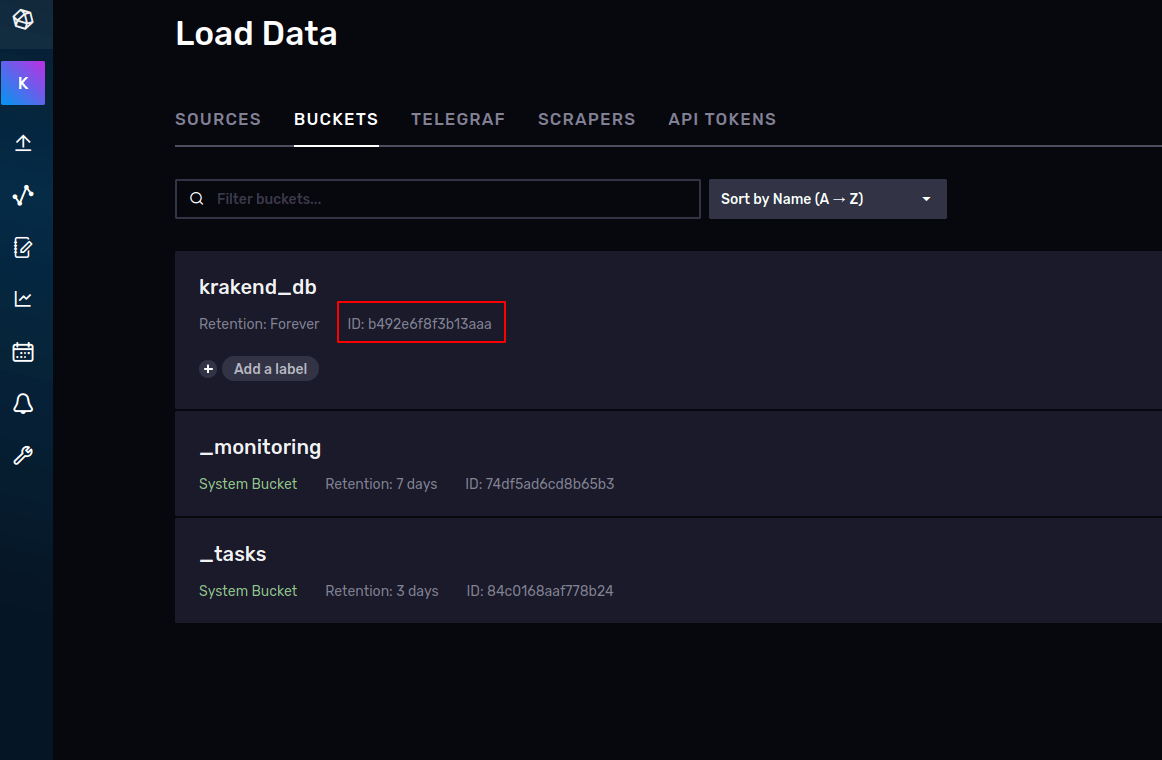 Load Data
K
SOURCES BUCKETS TELEGRAF SCRAPERS API TOKENS
Filter buckets... Sort by Name (A → Z)
krakend_db
Retention: Forever ID: b492e6f8f3b13aaa
+ Add a label
_monitoring
System Bucket Retention: 7 days ID: 74df5ad6cd8b65b3
_tasks
System Bucket Retention: 3 days ID: 84c0168aaf778b24